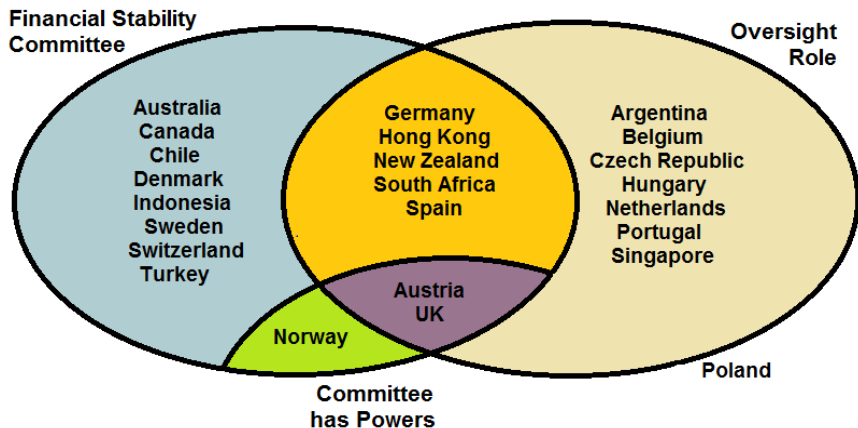 Financial Stability
Committee
Oversight
Role
Australia
Canada
Chile
Denmark
Indonesia
Sweden
Switzerland
Turkey
Germany
Hong Kong
New Zealand
South Africa
Spain
Argentina
Belgium
Czech Republic
Hungary
Netherlands
Portugal
Singapore
Austria
UK
Norway
Poland
Committee
has Powers